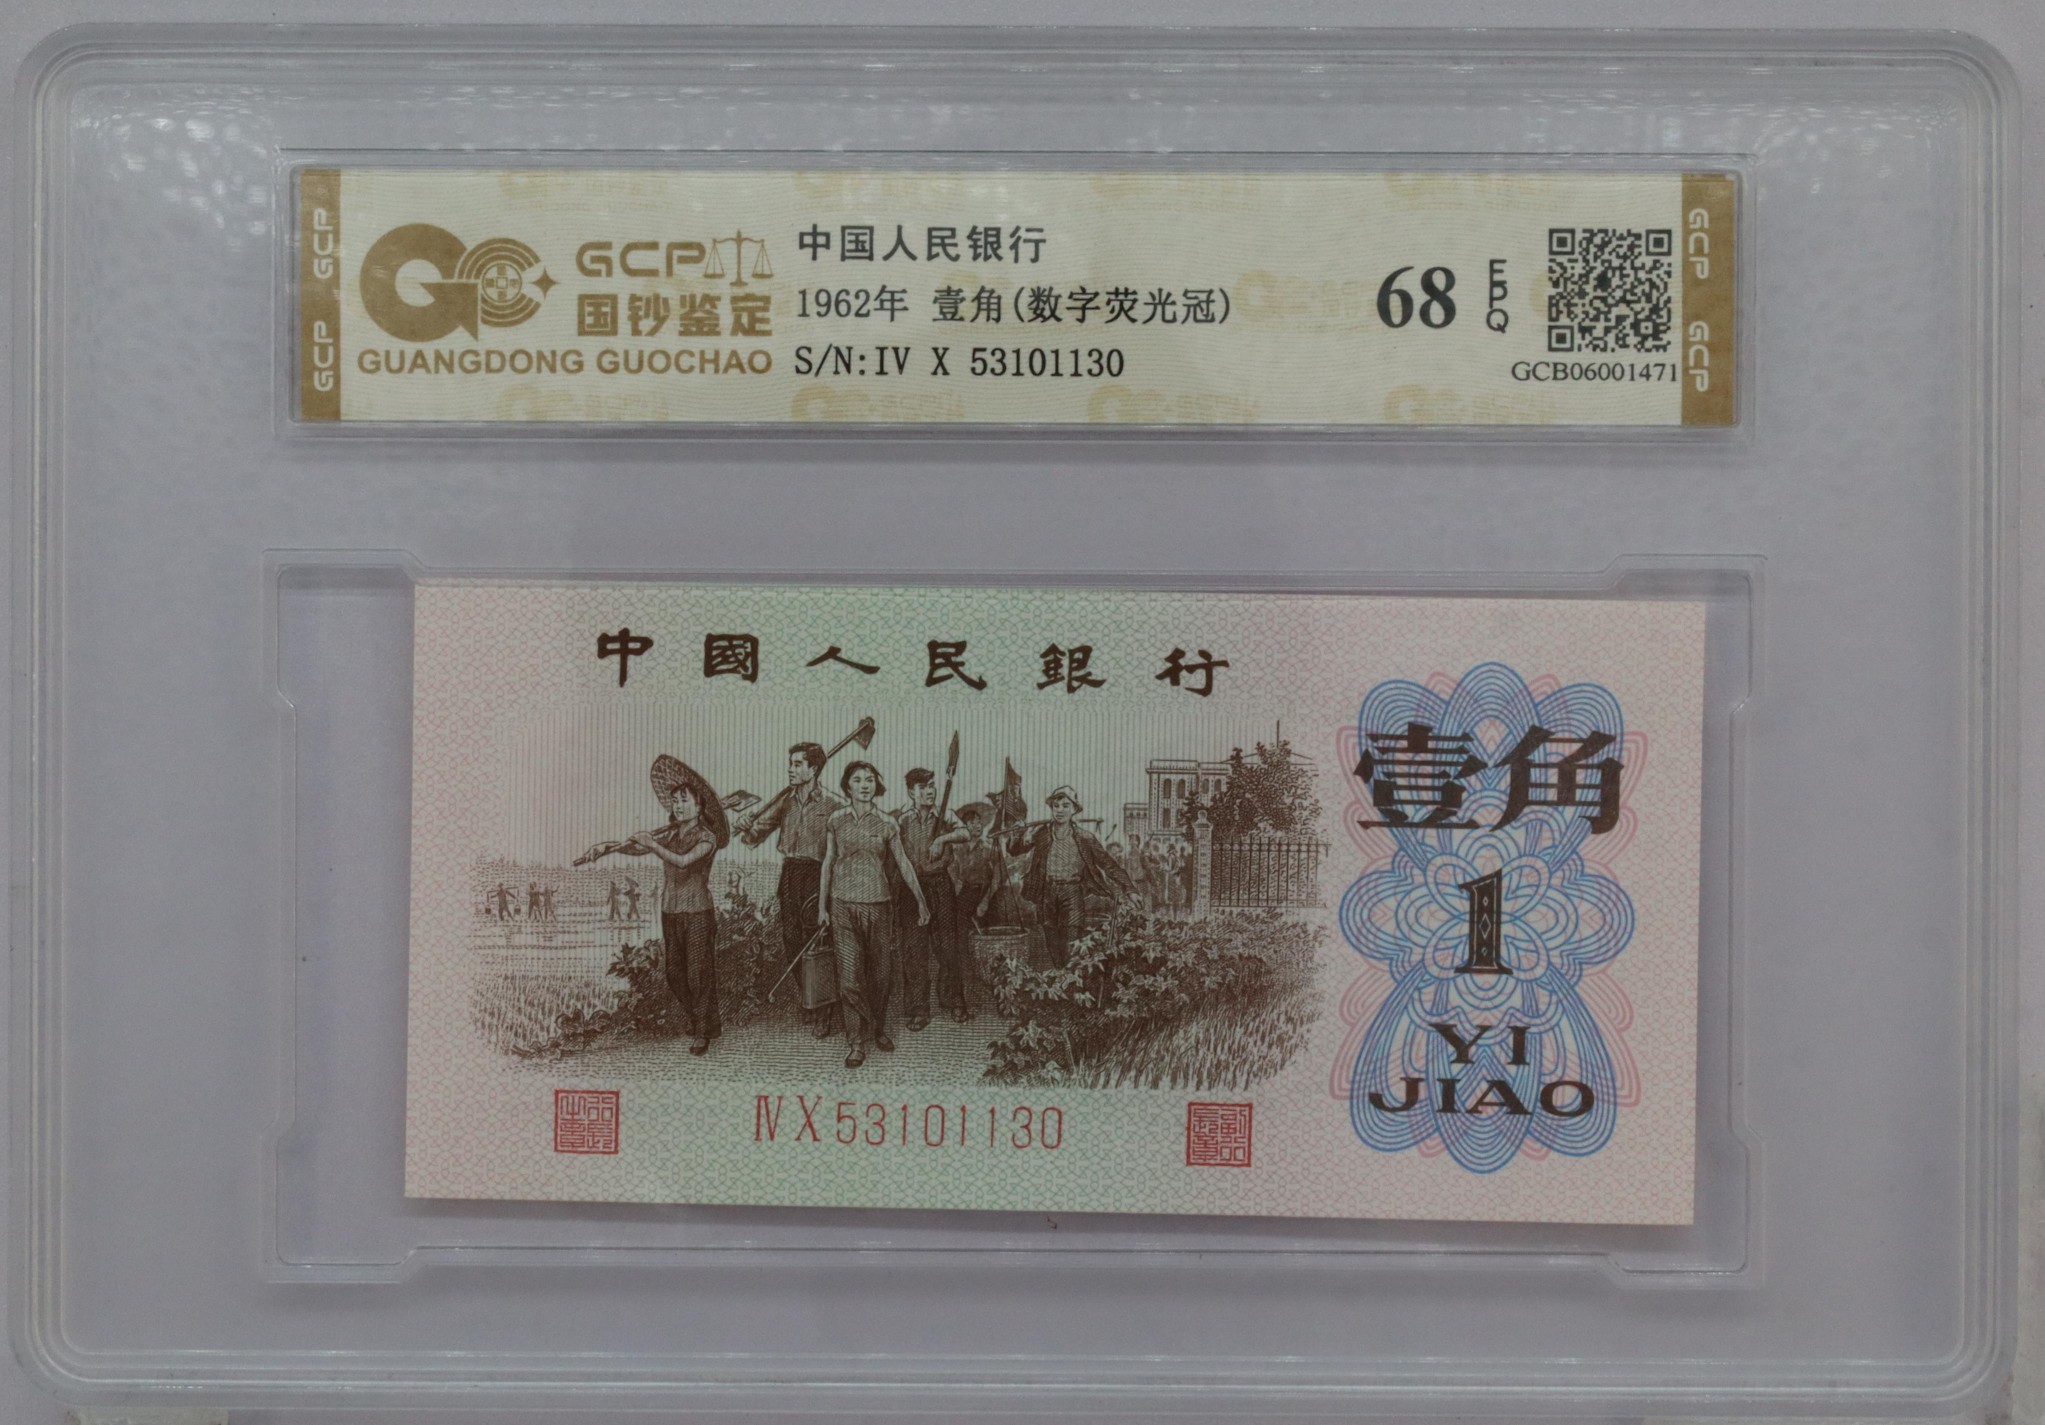 GCP
GCP
GCP
国钞鉴定
GUANGDONG GUOCHAO
中国人民银行
1962年 壹角(数字荧光冠)
S/N:IV X 53101130
68
EPQ
GCB06001471
GCP
GCP
中國人民銀行
壹角
1
YI
JIAO
IV X 53101130